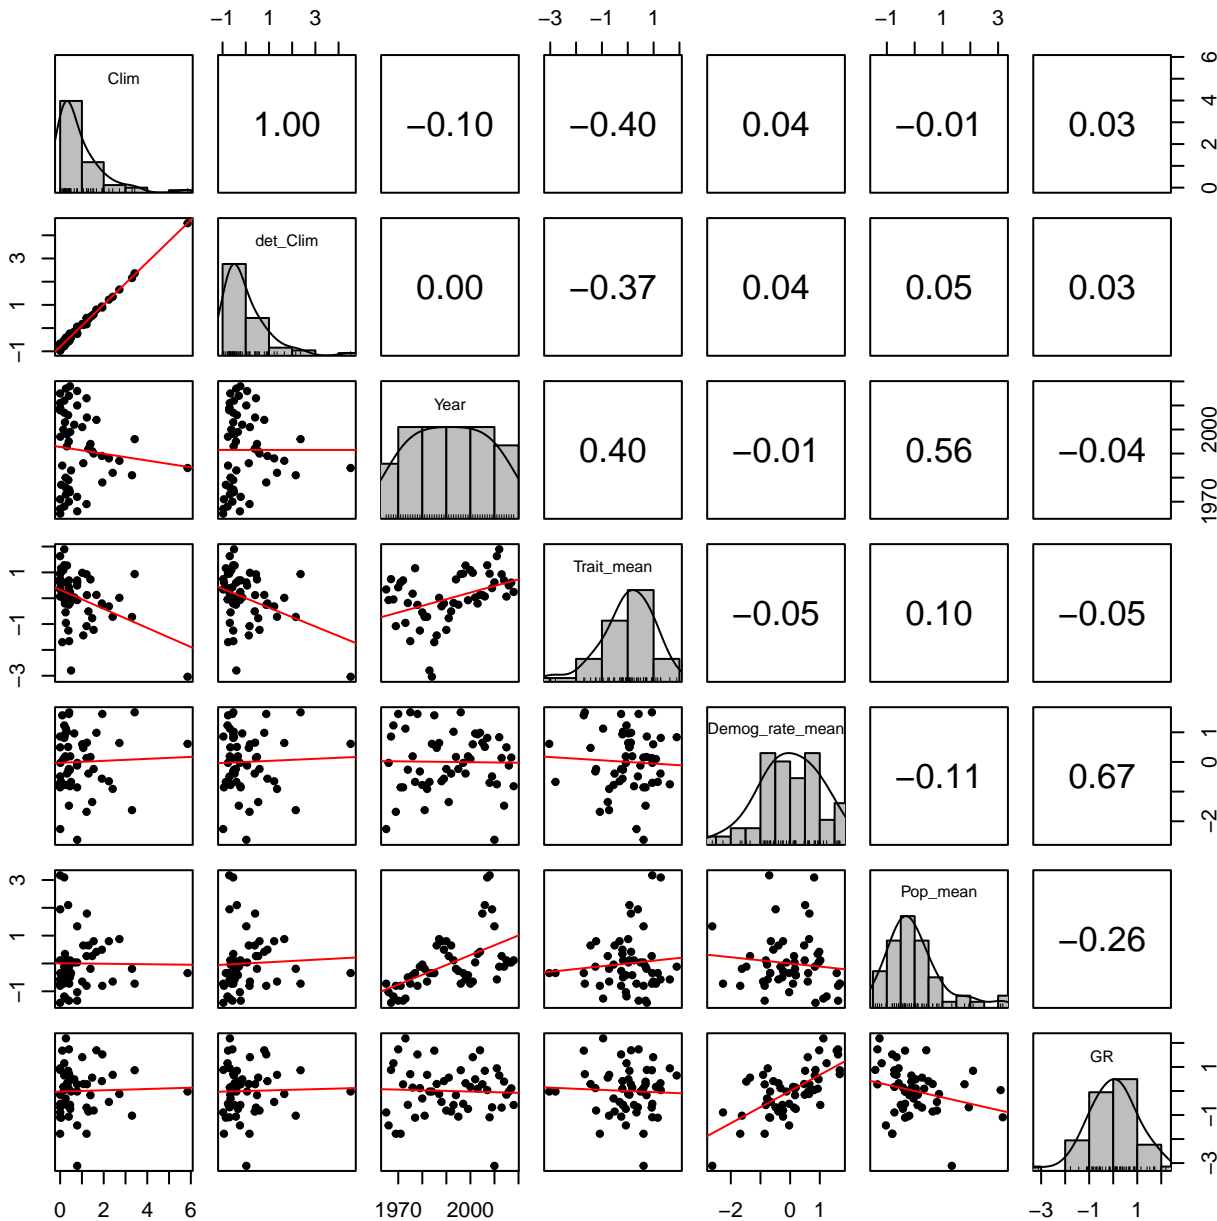 −1 1 3 −3 −1 1 −1 1 3
Clim 1.00 −0.10 −0.40 0.04 −0.01 0.03 0 2 4 6
−1 1 3 det_Clim 0.00 −0.37 0.04 0.05 0.03
Year 0.40 −0.01 0.56 −0.04 1970 2000
−3 −1 1 Trait_mean −0.05 0.10 −0.05
Demog_rate_mean −0.11 0.67 −2 0 1
−1 1 3 Pop_mean −0.26
GR −3 −1 1
0 2 4 6 1970 2000 −2 0 1 −3 −1 1